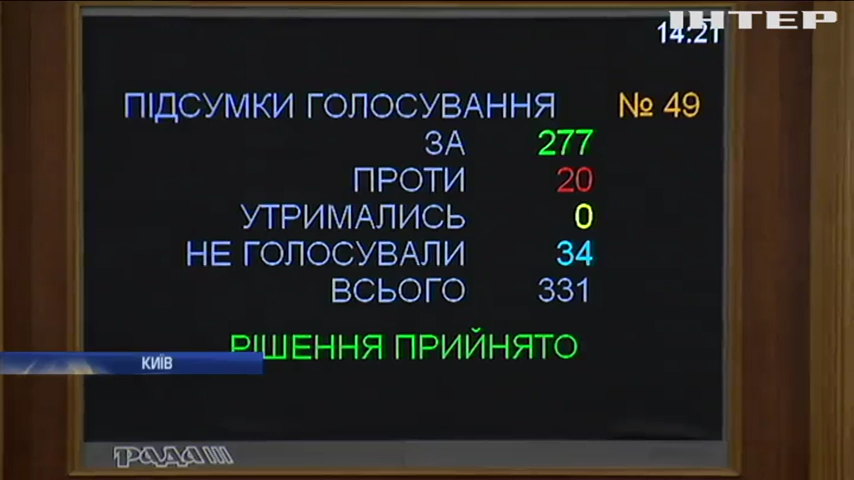 ІНТЕР
14:21
ПІДСУМКИ ГОЛОСУВАННЯ № 49
ЗА 277
ПРОТИ 20
УТРИМАЛИСЬ 0
НЕ ГОЛОСУВАЛИ 34
ВСЬОГО 331
РІШЕННЯ ПРИЙНЯТО
КИЇВ
РАДА III